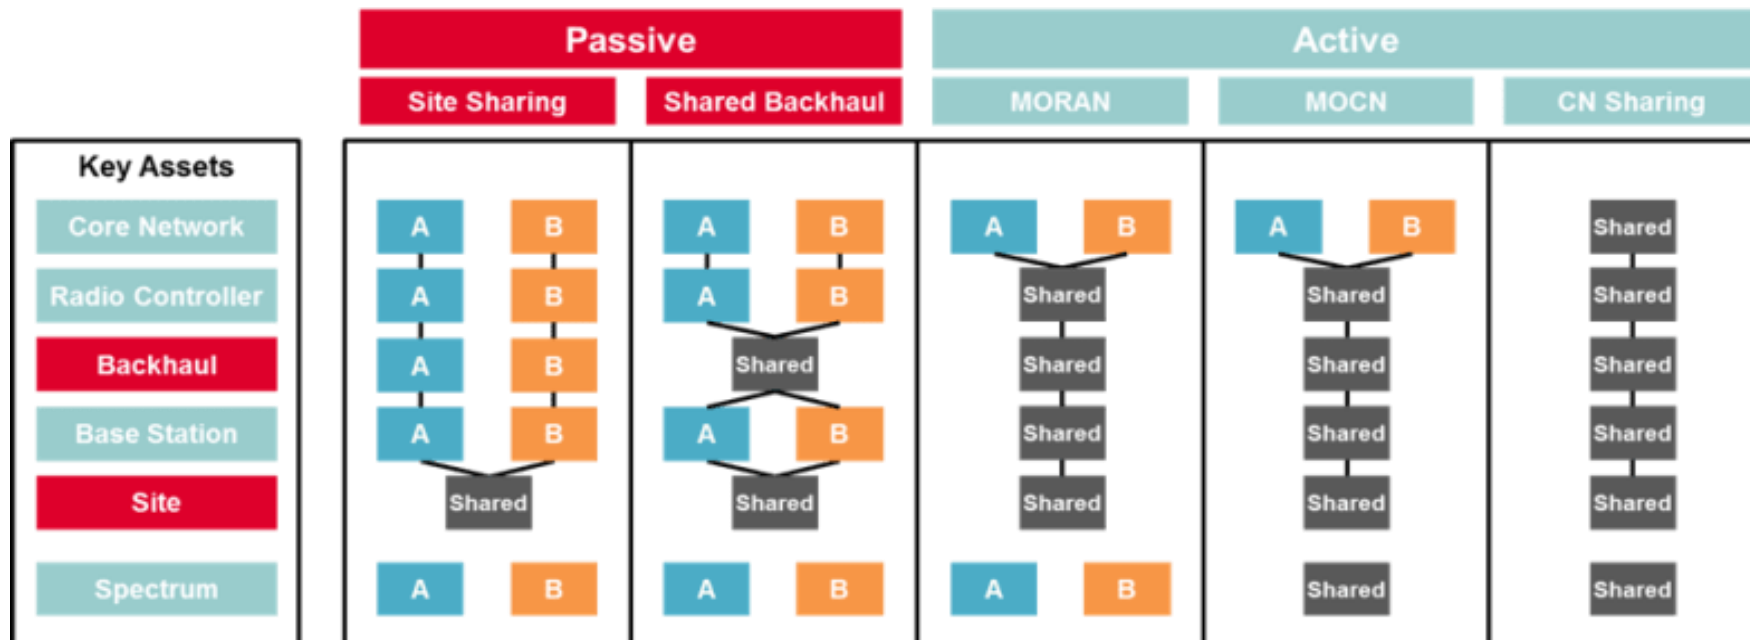 Passive Active
Site Sharing Shared Backhaul MORAN MOCN CN Sharing
Key Assets
Core Network A B A B A B A B Shared
Radio Controller A B A B Shared Shared Shared
Backhaul A B Shared Shared Shared Shared
Base Station A B A B Shared Shared Shared
Site Shared Shared Shared Shared Shared
Spectrum A B A B A B Shared Shared